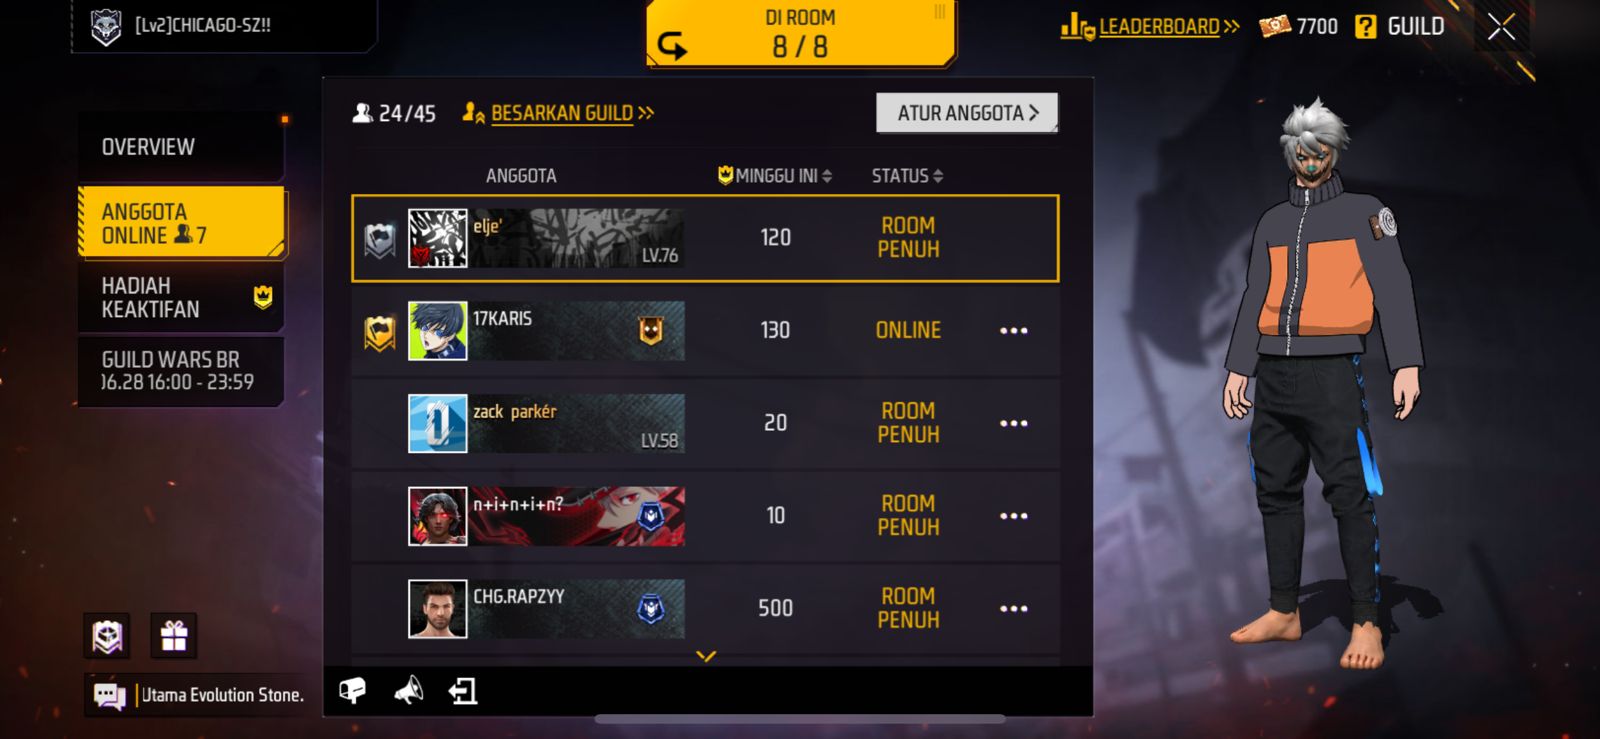 [Lv2]CHICAGO-SZ!!
DI ROOM
8 / 8
LEADERBOARD
7700
? GUILD
24/45
BESARKAN GUILD
ATUR ANGGOTA
OVERVIEW
ANGGOTA
ONLINE 7
HADIAH
KEAKTIFAN
GUILD WARS BR
06.28 16:00 - 23:59
ANGGOTA
MINGGU INI
STATUS
elje'
LV.76
120
ROOM
PENUH
17KARIS
130
ONLINE
zack parkér
LV.58
20
ROOM
PENUH
n+i+n+i+n?
10
ROOM
PENUH
CHG.RAPZYY
500
ROOM
PENUH
Utama Evolution Stone.